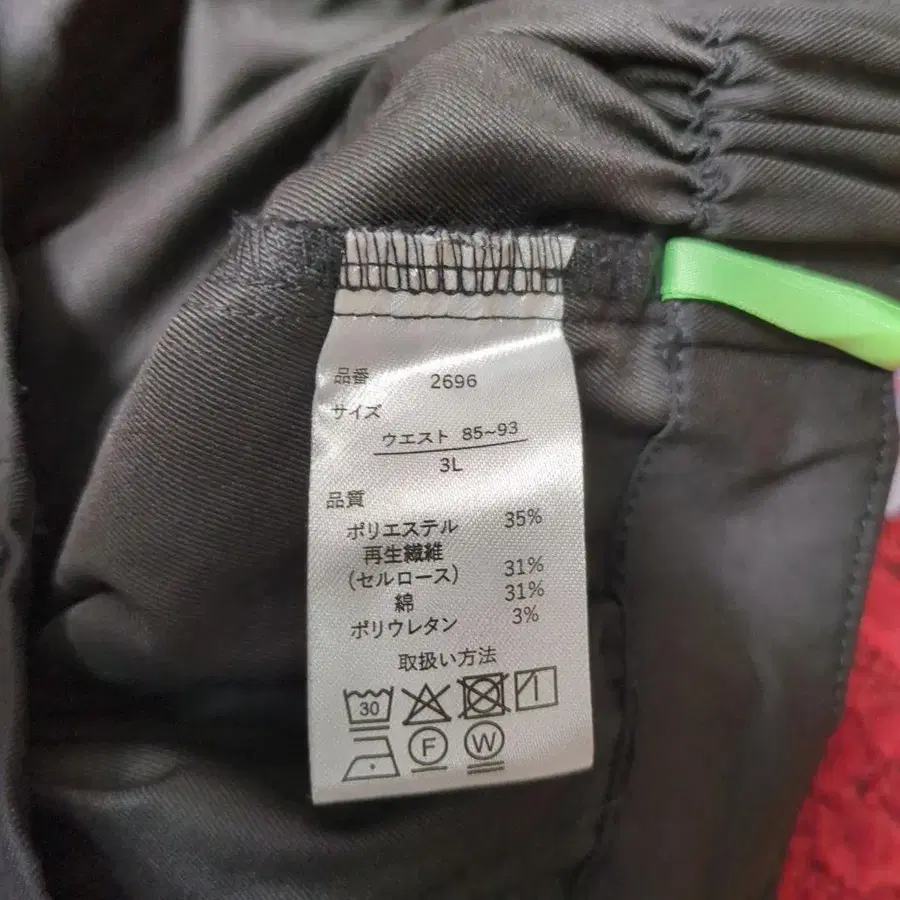 品番 2696
サイズ
ウエスト 85~93
3L
品質
ポリエステル 35%
再生繊維
(セルロース) 31%
綿 31%
ポリウレタン 3%
取扱い方法
30
F W